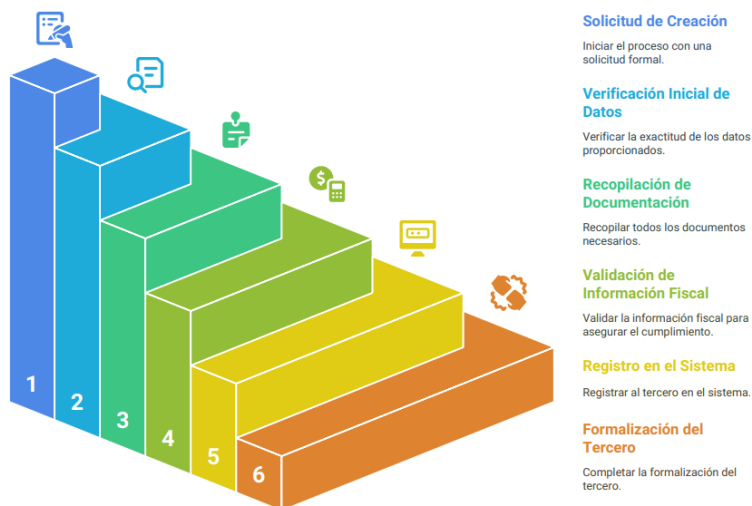 Solicitud de Creación
Iniciar el proceso con una
solicitud formal.
Verificación Inicial de
Datos
Verificar la exactitud de los datos
proporcionados.
Recopilación de
Documentación
Recopilar todos los documentos
necesarios.
Validación de
Información Fiscal
Validar la información fiscal para
asegurar el cumplimiento.
Registro en el Sistema
Registrar al tercero en el sistema.
Formalización del
Tercero
Completar la formalización del
tercero.
1
2
3
4
5
6
$